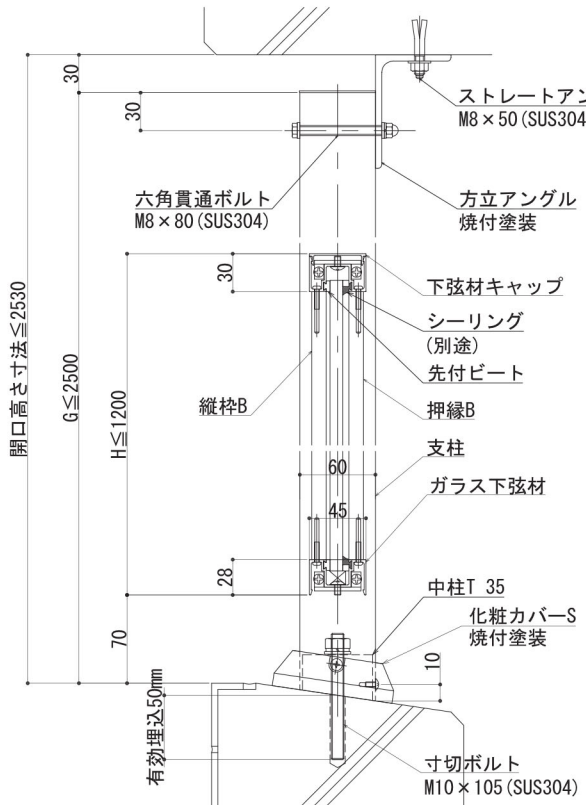 30
30
ストレートアン
M8×50(SUS304
六角貫通ボルト
M8×80(SUS304)
方立アングル
焼付塗装
30
下弦材キャップ
シーリング
(別途)
先付ビート
開口高さ寸法≦2530
G≦2500
H≦1200
縦枠B
押縁B
支柱
60
ガラス下弦材
45
28
中柱T 35
化粧カバーS
焼付塗装
70
10
有効埋込50mm
寸切ボルト
M10×105(SUS304)